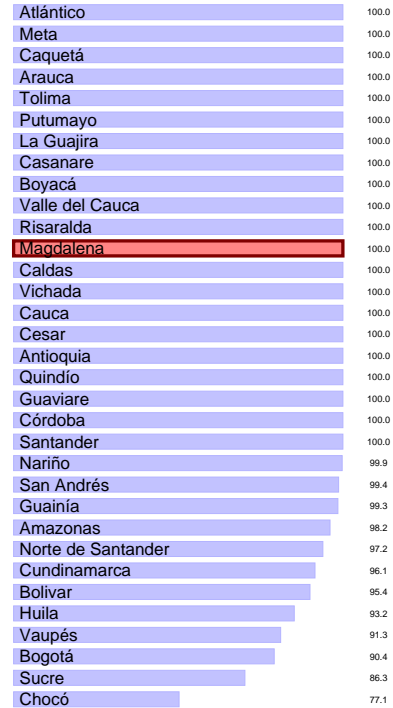 Atlántico 100.0
Meta 100.0
Caquetá 100.0
Arauca 100.0
Tolima 100.0
Putumayo 100.0
La Guajira 100.0
Casanare 100.0
Boyacá 100.0
Valle del Cauca 100.0
Risaralda 100.0
Magdalena 100.0
Caldas 100.0
Vichada 100.0
Cauca 100.0
Cesar 100.0
Antioquia 100.0
Quindío 100.0
Guaviare 100.0
Córdoba 100.0
Santander 100.0
Nariño 99.9
San Andrés 99.4
Guainía 99.3
Amazonas 98.2
Norte de Santander 97.2
Cundinamarca 96.1
Bolivar 95.4
Huila 93.2
Vaupés 91.3
Bogotá 90.4
Sucre 86.3
Chocó 77.1